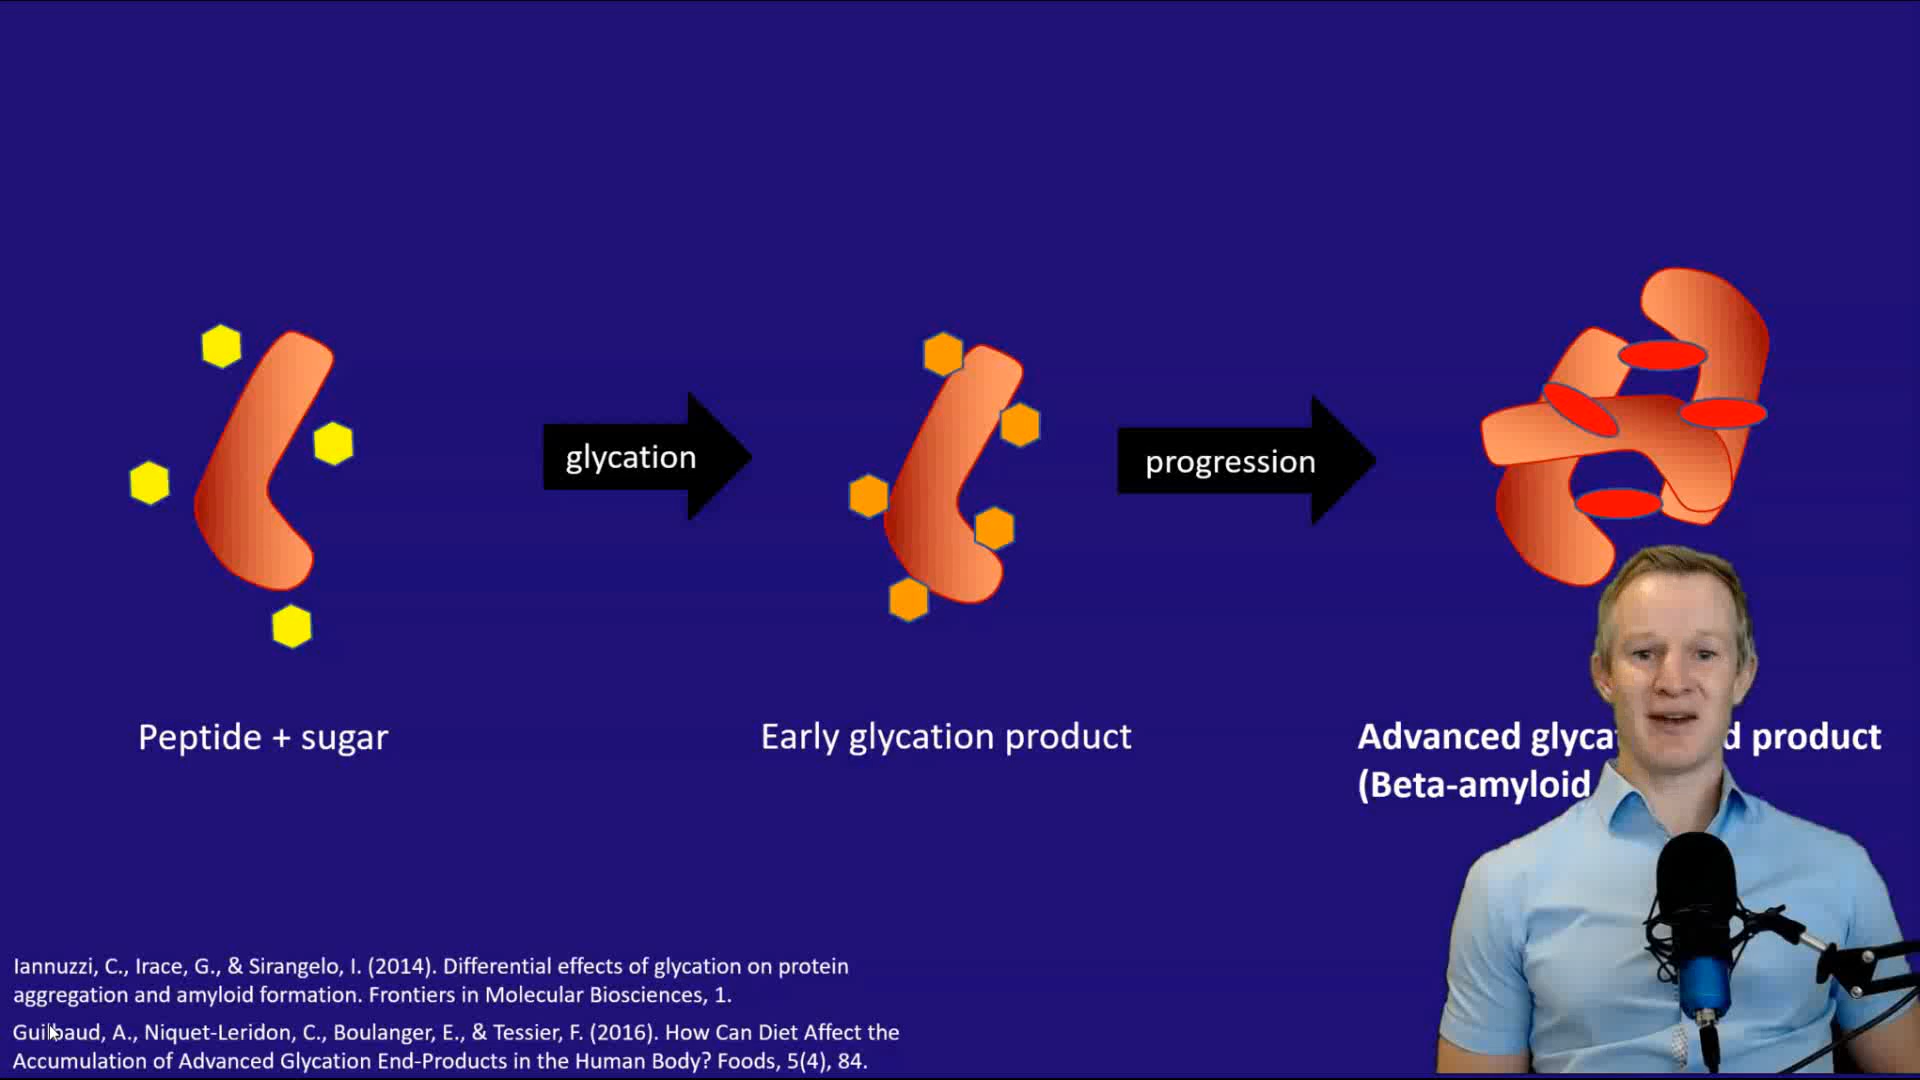 glycation
progression
Peptide + sugar
Early glycation product
Advanced product
(Beta-amyloid
Iannuzzi, C., Irace, G., & Sirangelo, I. (2014). Differential effects of glycation on protein
aggregation and amyloid formation. Frontiers in Molecular Biosciences, 1.
Guilbaud, A., Niquet-Leridon, C., Boulanger, E., & Tessier, F. (2016). How Can Diet Affect the
Accumulation of Advanced Glycation End-Products in the Human Body? Foods, 5(4), 84.